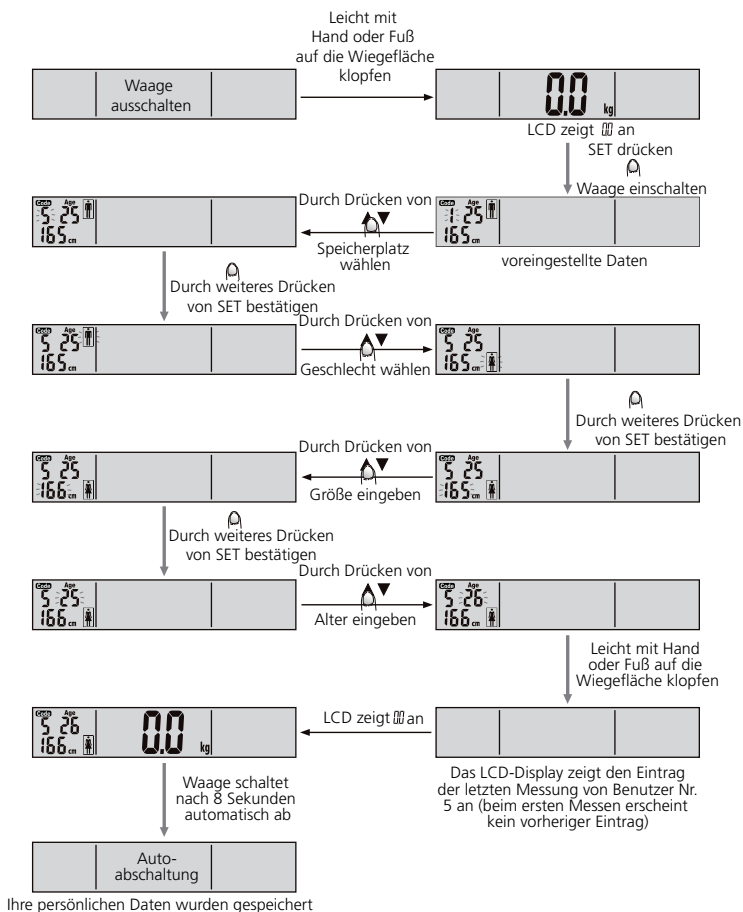 Leicht mit
Hand oder Fuß
auf die Wiegefläche
klopfen
Waage
ausschalten
0.0 kg
LCD zeigt 0.0 an
SET drücken
Waage einschalten
Code Age
1 25
165 cm
voreingestellte Daten
Durch Drücken von
Speicherplatz
wählen
Code Age
5 25
165 cm
Durch weiteres Drücken
von SET bestätigen
Code Age
5 25
165 cm
Durch Drücken von
Geschlecht wählen
Code Age
5 25
165 cm
Durch weiteres Drücken
von SET bestätigen
Code Age
5 25
165 cm
Durch Drücken von
Größe eingeben
Code Age
5 25
166 cm
Durch weiteres Drücken
von SET bestätigen
Code Age
5 25
166 cm
Durch Drücken von
Alter eingeben
Code Age
5 26
166 cm
Leicht mit Hand
oder Fuß auf die
Wiegefläche klopfen
Das LCD-Display zeigt den Eintrag
der letzten Messung von Benutzer Nr.
5 an (beim ersten Messen erscheint
kein vorheriger Eintrag)
LCD zeigt 0.0 an
Code Age
5 26
166 cm
0.0 kg
Waage schaltet
nach 8 Sekunden
automatisch ab
Auto-
abschaltung
Ihre persönlichen Daten wurden gespeichert